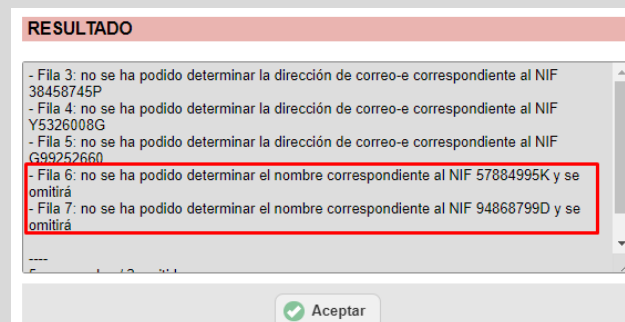 RESULTADO
- Fila 3: no se ha podido determinar la dirección de correo-e correspondiente al NIF
38458745P
- Fila 4: no se ha podido determinar la dirección de correo-e correspondiente al NIF
Y5326008G
- Fila 5: no se ha podido determinar la dirección de correo-e correspondiente al NIF
G99252660
- Fila 6: no se ha podido determinar el nombre correspondiente al NIF 57884995K y se
omitirá
- Fila 7: no se ha podido determinar el nombre correspondiente al NIF 94868799D y se
omitirá
----
Aceptar